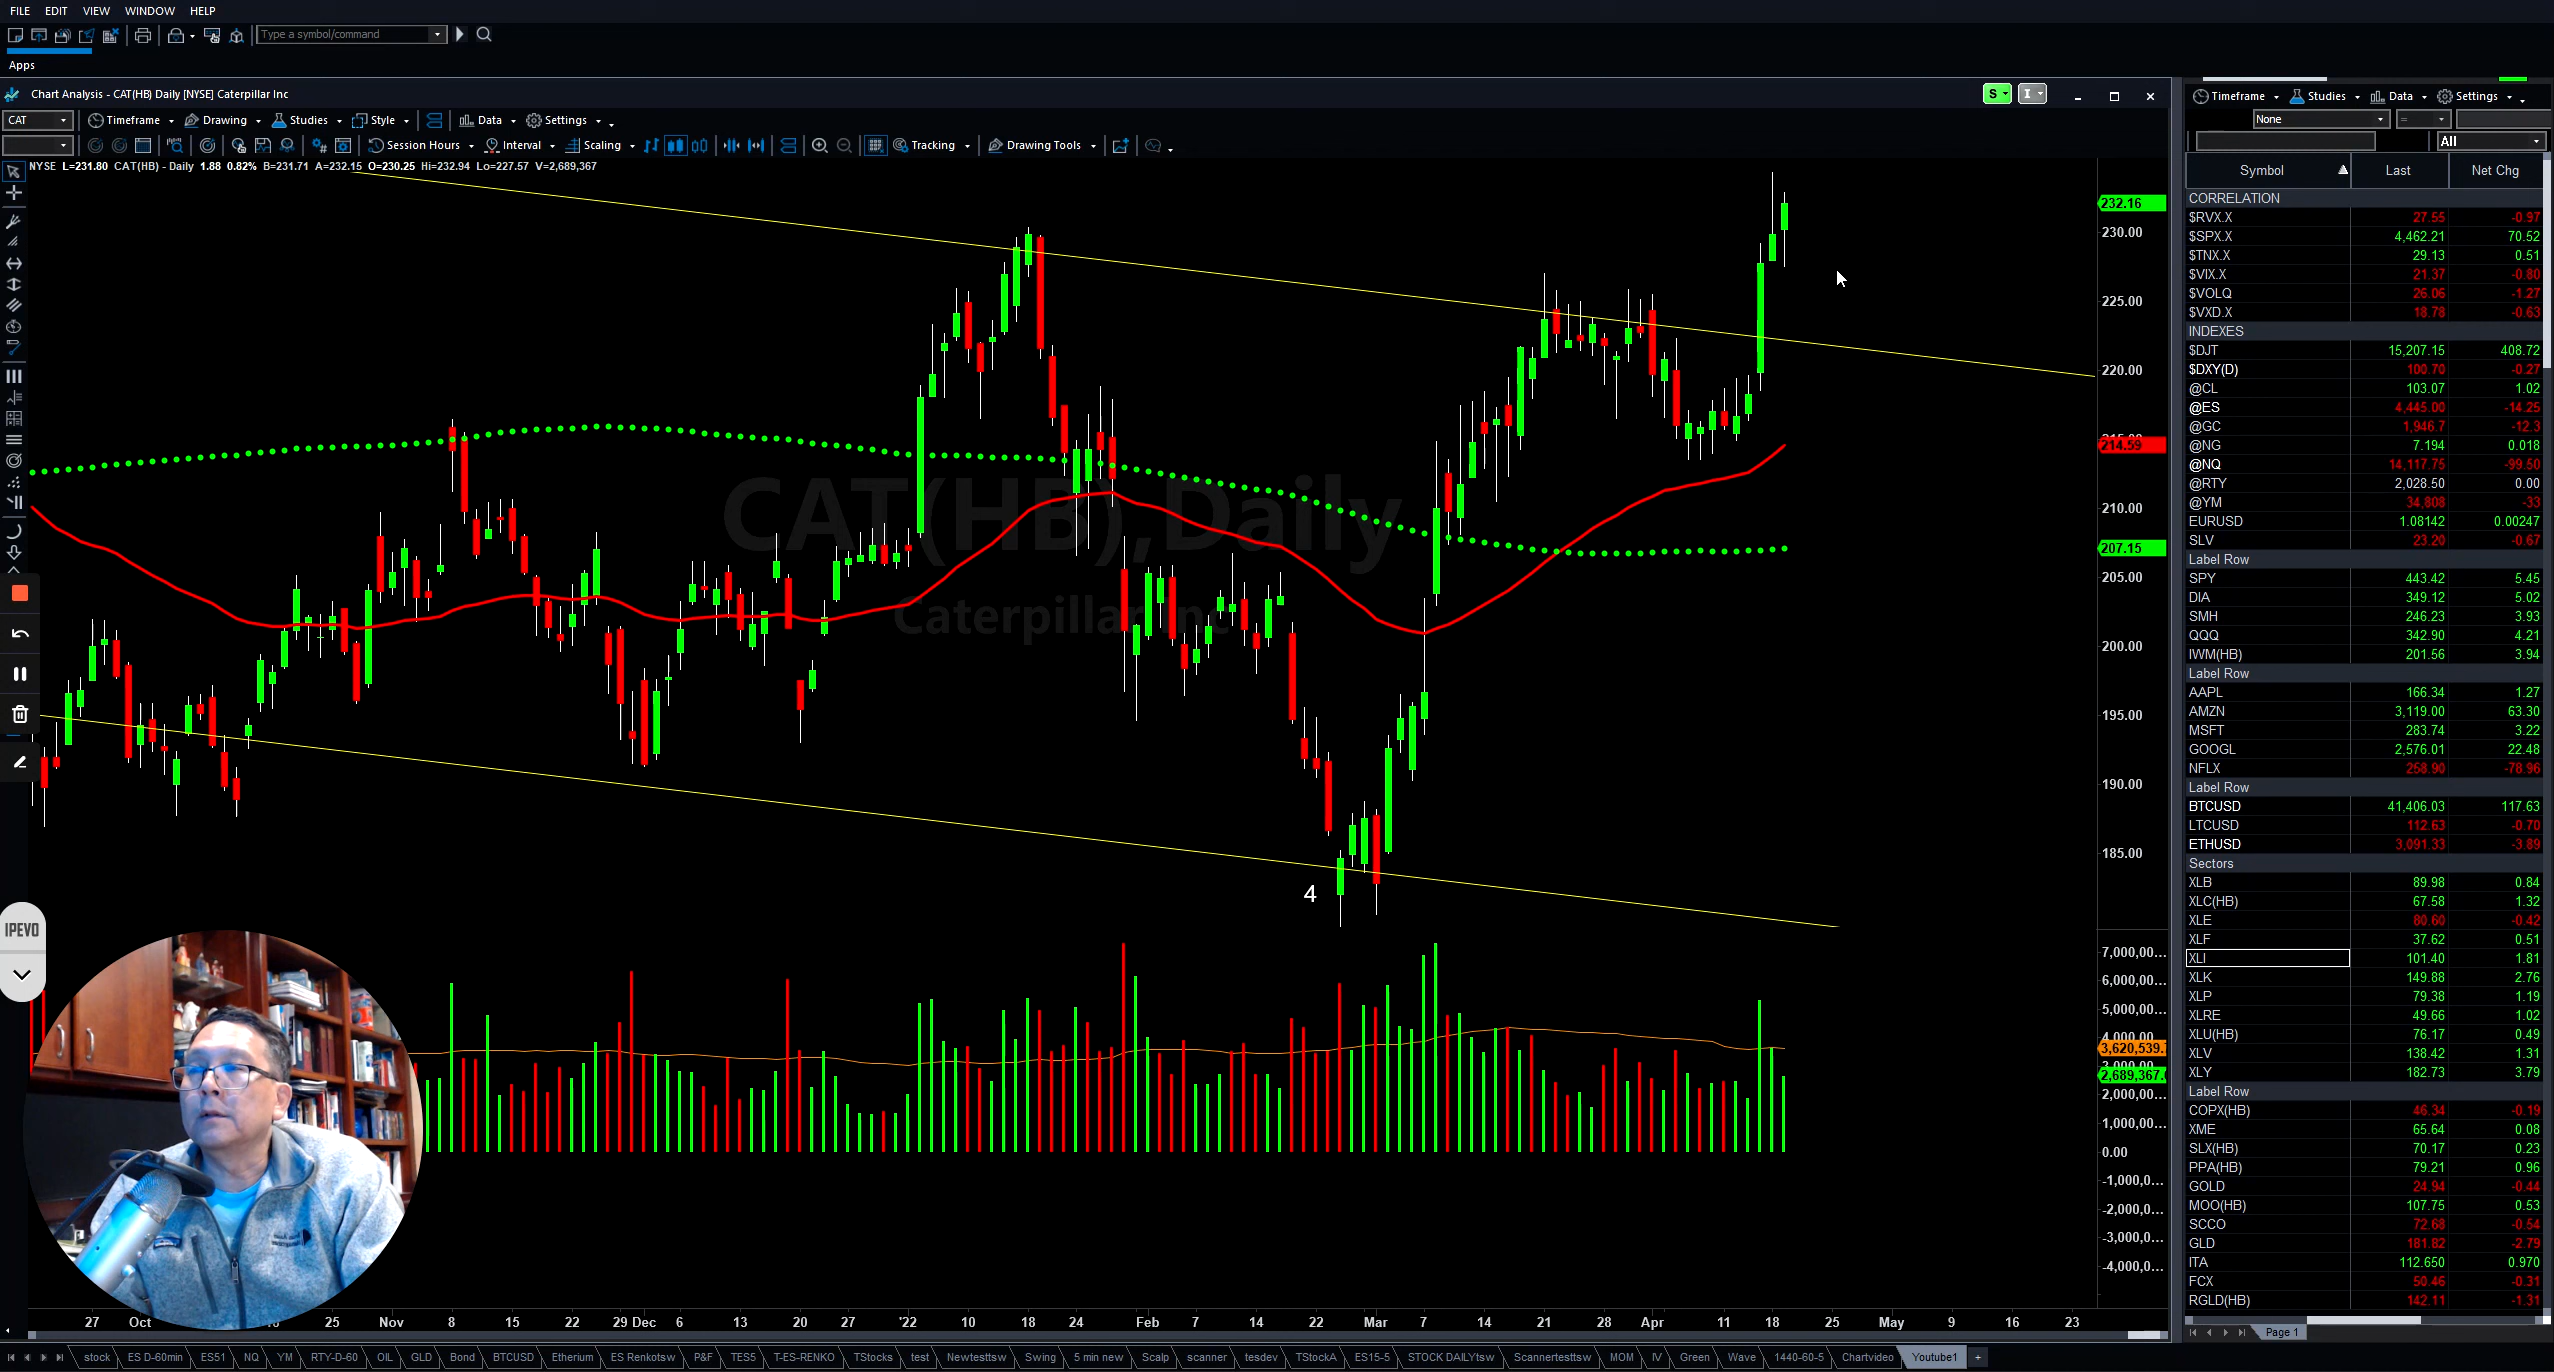 FILE EDIT VIEW WINDOW HELP
Type a symbol/command
Apps
Chart Analysis - CAT(HB) Daily [NYSE] Caterpillar Inc
S I
CAT Timeframe Drawing Studies Style Data Settings
Session Hours Interval Scaling Tracking Drawing Tools
NYSE L=231.80 CAT(HB) - Daily 1.88 0.82% B=231.71 A=232.15 O=230.25 Hi=232.94 Lo=227.57 V=2,689,367
CAT(HB),Daily
Caterpillar Inc
4
232.16
230.00
225.00
220.00
214.59
210.00
207.15
205.00
200.00
195.00
190.00
185.00
7,000,00...
6,000,00...
5,000,00...
4,000,00...
3,620,539.
2,689,367.
2,000,00...
1,000,00...
0.00
-1,000,0...
-2,000,0...
-3,000,0...
-4,000,0...
27 Oct 25 Nov 8 15 22 29 Dec 6 13 20 27 '22 10 18 24 Feb 7 14 22 Mar 7 14 21 28 Apr 11 18 25 May 9 16 23
IPEVO
stock ES D-60min ES51 NQ YM RTY-D-60 OIL GLD Bond BTCUSD Etherium ES Renkotsw P&F TES5 T-ES-RENKO TStocks test Newtesttsw Swing 5 min new Scalp scanner tesdev TStockA ES15-5 STOCK DAILYtsw Scannertesttsw MOM IV Green Wave 1440-60-5 Chartvideo Youtube1 +
Timeframe Studies Data Settings
None =
All
Symbol Last Net Chg
CORRELATION
$RVX.X 27.55 -0.97
$SPX.X 4,462.21 70.52
$TNX.X 29.13 0.51
$VIX.X 21.37 -0.80
$VOLQ 26.06 -1.27
$VXD.X 18.78 -0.63
INDEXES
$DJT 15,207.15 408.72
$DXY(D) 100.70 -0.27
@CL 103.07 1.02
@ES 4,445.00 -14.25
@GC 1,946.7 -12.3
@NG 7.194 0.018
@NQ 14,117.75 -99.50
@RTY 2,028.50 0.00
@YM 34,808 -33
EURUSD 1.08142 0.00247
SLV 23.20 -0.67
Label Row
SPY 443.42 5.45
DIA 349.12 5.02
SMH 246.23 3.93
QQQ 342.90 4.21
IWM(HB) 201.56 3.94
Label Row
AAPL 166.34 1.27
AMZN 3,119.00 63.30
MSFT 283.74 3.22
GOOGL 2,576.01 22.48
NFLX 258.90 -78.96
Label Row
BTCUSD 41,406.03 117.63
LTCUSD 112.63 -0.70
ETHUSD 3,091.33 -3.89
Sectors
XLB 89.98 0.84
XLC(HB) 67.58 1.32
XLE 80.60 -0.42
XLF 37.62 0.51
XLI 101.40 1.81
XLK 149.88 2.76
XLP 79.38 1.19
XLRE 49.66 1.02
XLU(HB) 76.17 0.49
XLV 138.42 1.31
XLY 182.73 3.79
Label Row
COPX(HB) 46.34 -0.19
XME 65.64 0.08
SLX(HB) 70.17 0.23
PPA(HB) 79.21 0.96
GOLD 24.94 -0.44
MOO(HB) 107.75 0.53
SCCO 72.68 -0.54
GLD 181.82 -2.79
ITA 112.650 0.970
FCX 50.46 -0.31
RGLD(HB) 142.11 -1.31
Page 1